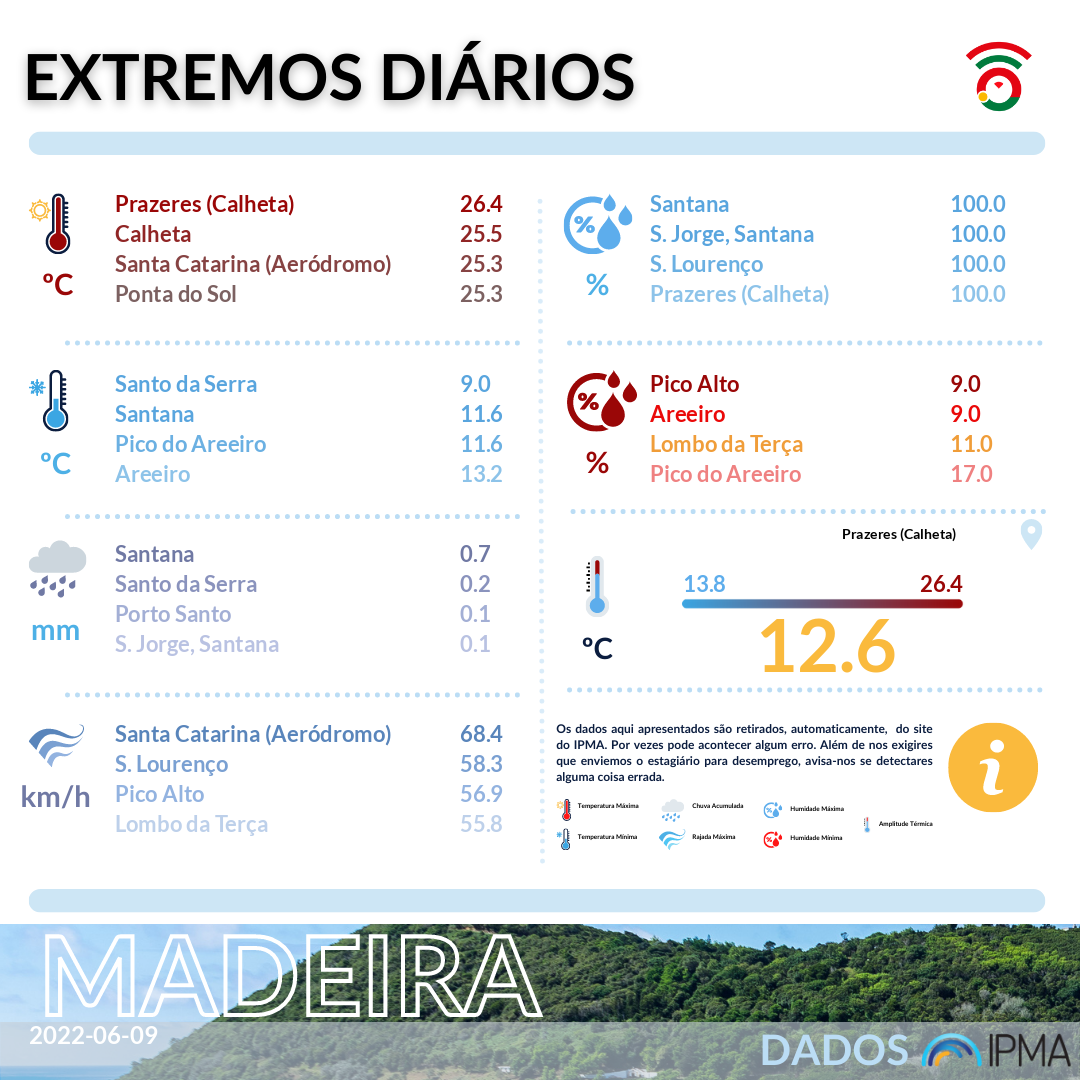 EXTREMOS DIÁRIOS
Prazeres (Calheta) 26.4
Calheta 25.5
Santa Catarina (Aeródromo) 25.3
Ponta do Sol 25.3
ºC
Santo da Serra 9.0
Santana 11.6
Pico do Areeiro 11.6
Areeiro 13.2
ºC
Santana 0.7
Santo da Serra 0.2
Porto Santo 0.1
S. Jorge, Santana 0.1
mm
Santa Catarina (Aeródromo) 68.4
S. Lourenço 58.3
Pico Alto 56.9
Lombo da Terça 55.8
km/h
%
Santana 100.0
S. Jorge, Santana 100.0
S. Lourenço 100.0
Prazeres (Calheta) 100.0
%
%
Pico Alto 9.0
Areeiro 9.0
Lombo da Terça 11.0
Pico do Areeiro 17.0
%
Prazeres (Calheta)
13.8 26.4
12.6
ºC
Os dados aqui apresentados são retirados, automaticamente, do site
do IPMA. Por vezes pode acontecer algum erro. Além de nos exigires
que enviemos o estagiário para desemprego, avisa-nos se detectares
alguma coisa errada.
i
Temperatura Máxima Chuva Acumulada Humidade Máxima
Amplitude Térmica
Temperatura Mínima Rajada Máxima Humidade Mínima
MADEIRA
2022-06-09
DADOS IPMA